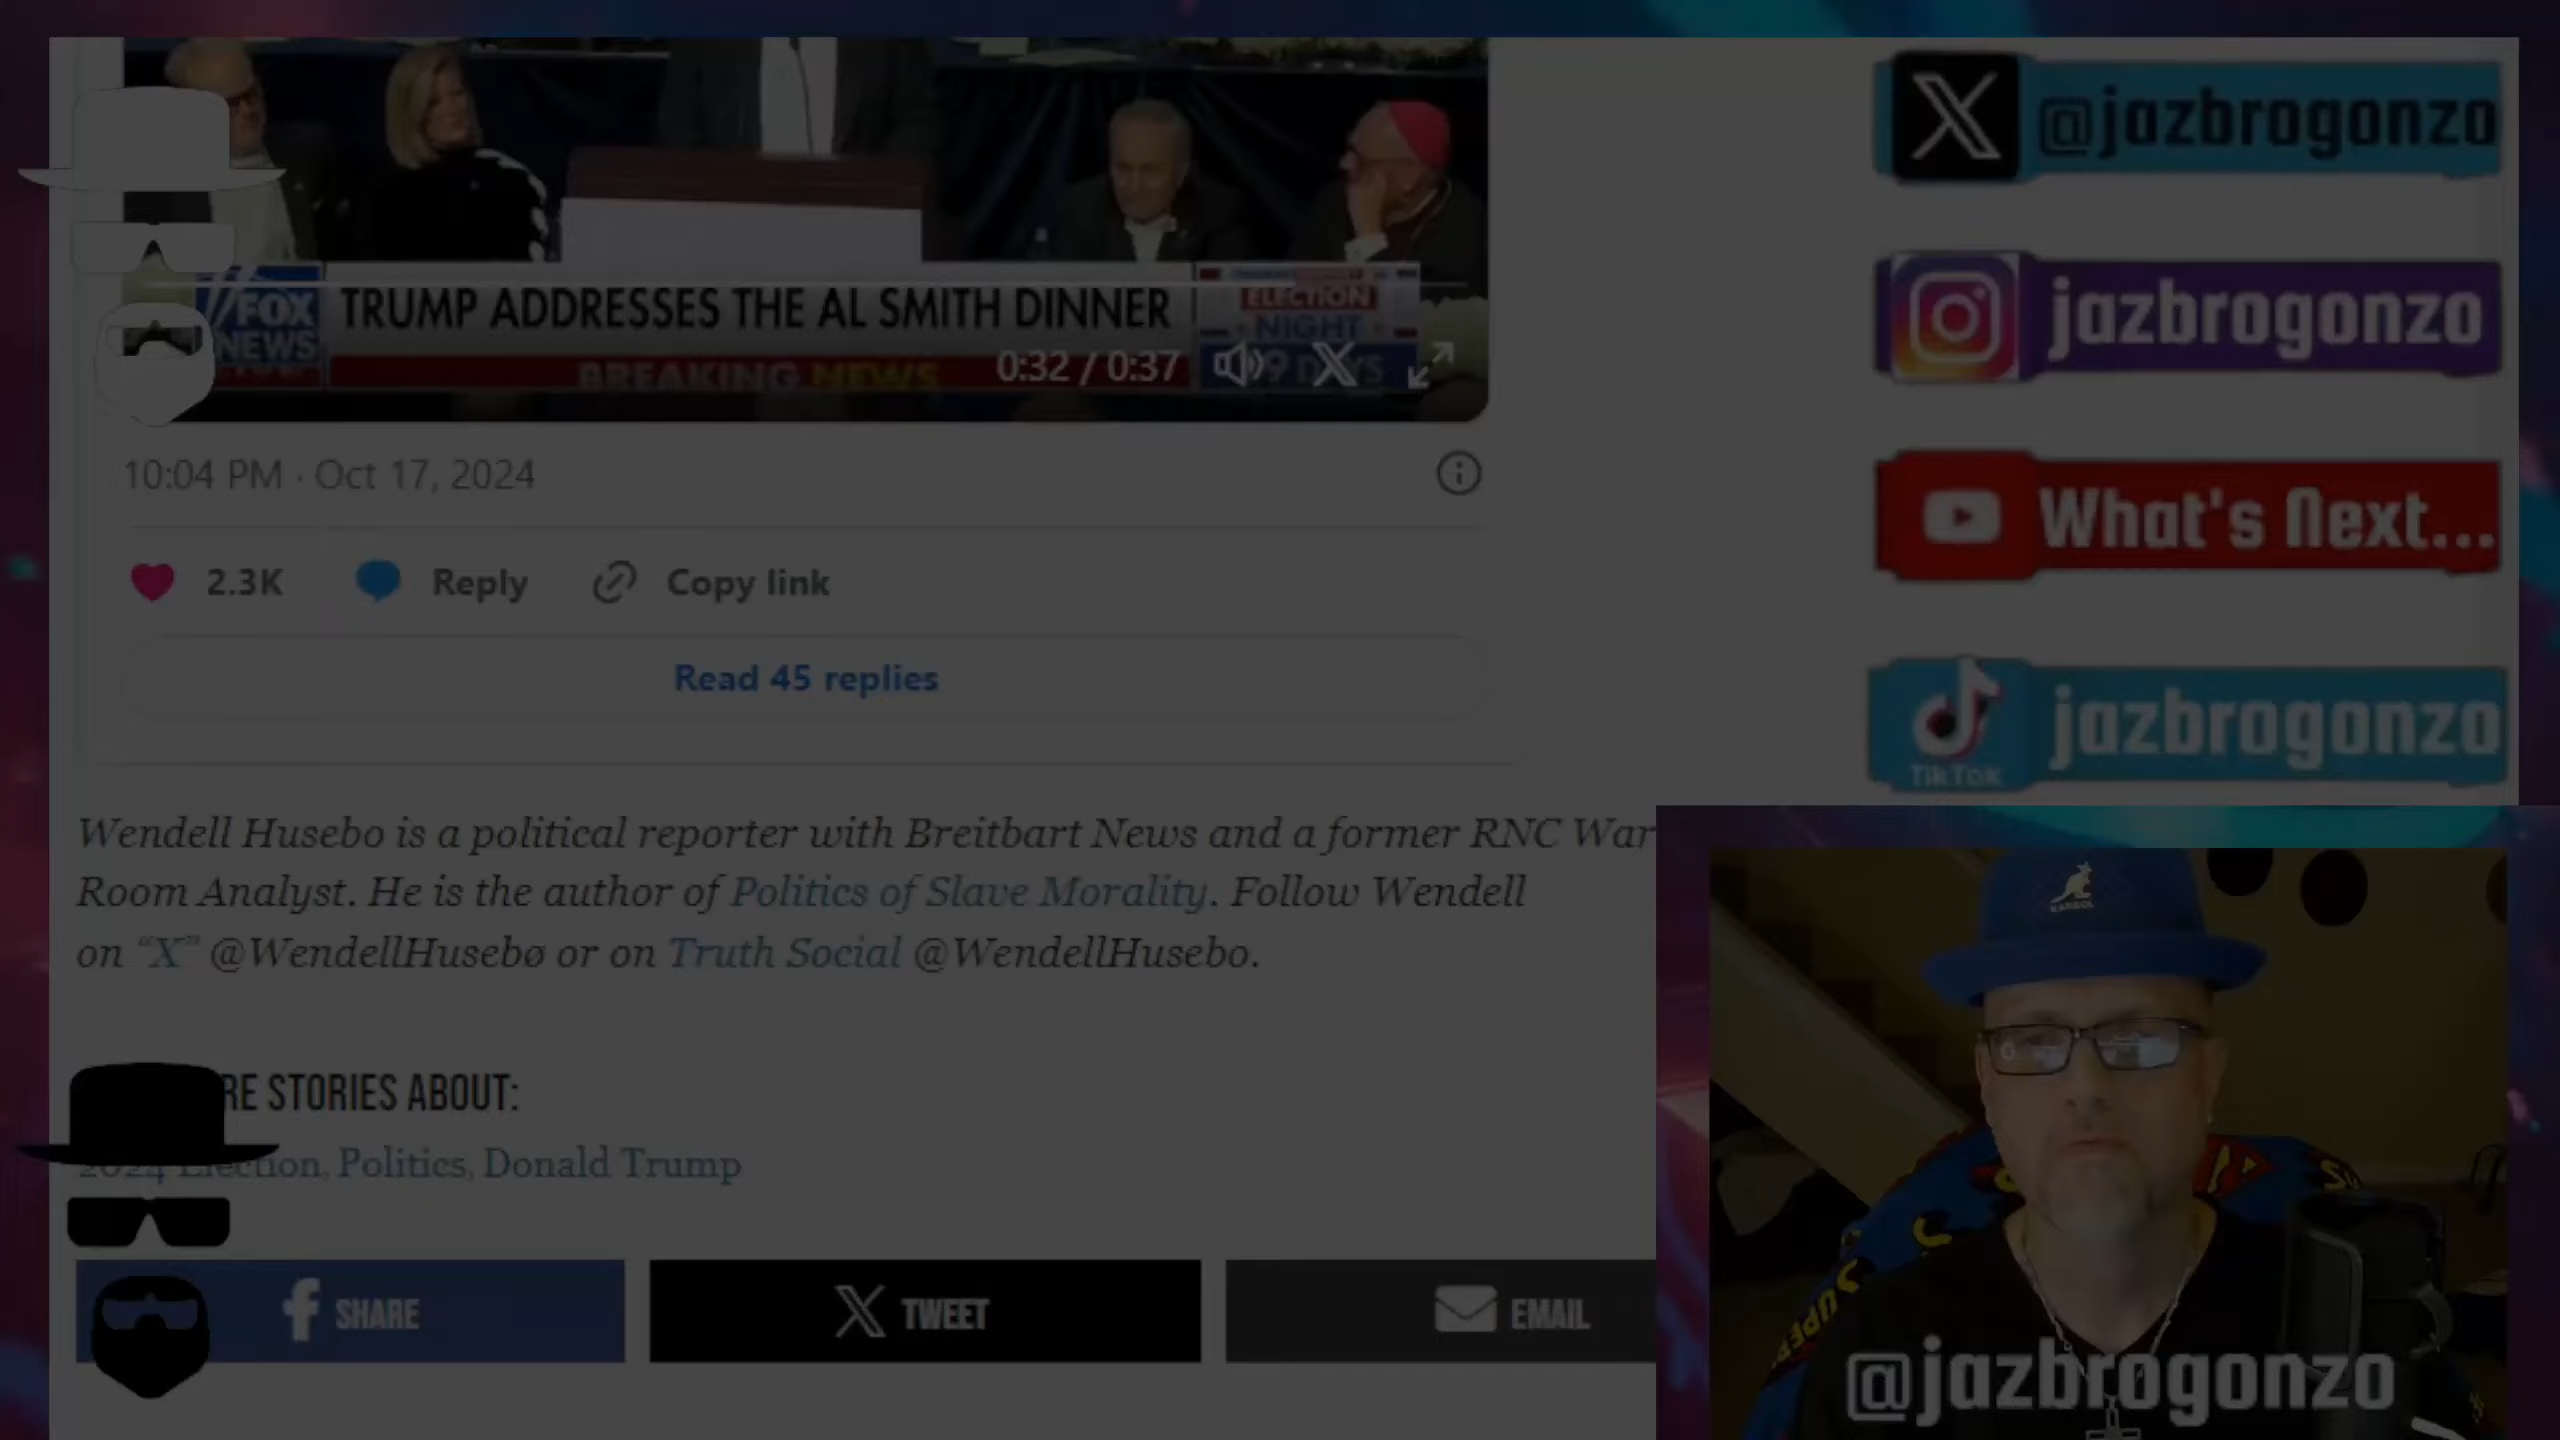 FOX
NEWS
TRUMP ADDRESSES THE AL SMITH DINNER
ELECTION
NIGHT
BREAKING NEWS
0:32 / 0:37
10:04 PM · Oct 17, 2024
2.3K
Reply
Copy link
Read 45 replies
Wendell Husebo is a political reporter with Breitbart News and a former RNC War
Room Analyst. He is the author of Politics of Slave Morality. Follow Wendell
on “X” @WendellHusebø or on Truth Social @WendellHusebo.
RE STORIES ABOUT:
2024 Election, Politics, Donald Trump
SHARE
TWEET
EMAIL
@jazbrogonzo
jazbrogonzo
What's Next...
TikTok
jazbrogonzo
KANGOL
@jazbrogonzo